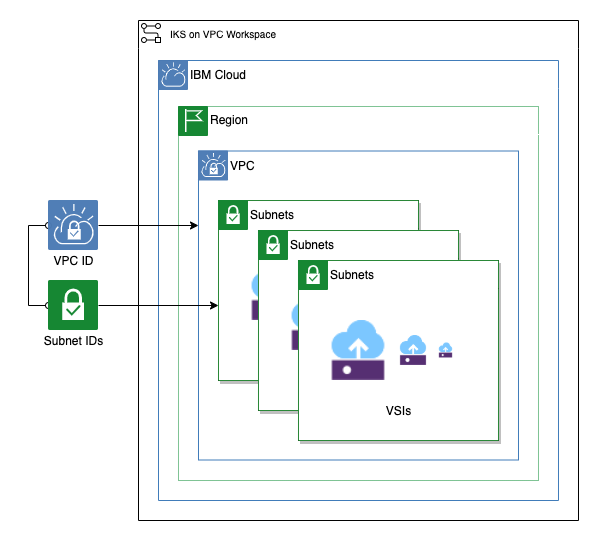 IKS on VPC Workspace
IBM Cloud
Region
VPC
Subnets
Subnets
Subnets
VPC ID
Subnet IDs
VSIs